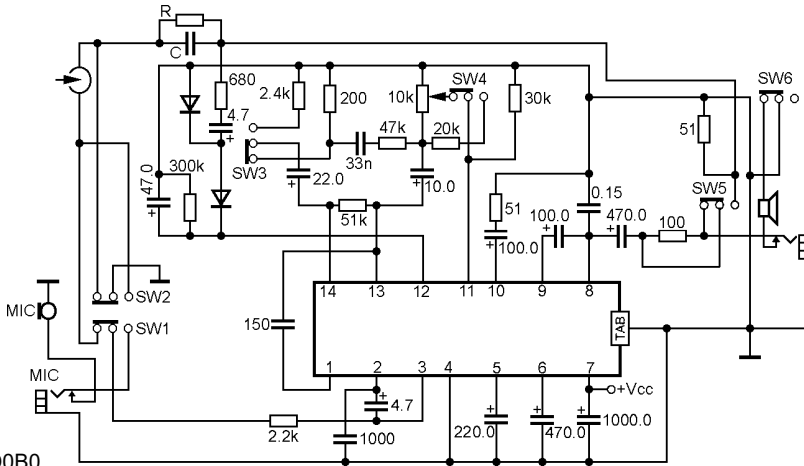 R
C
680
4.7
+
2.4k
200
10k
SW4
30k
SW6
47k
20k
33n
51
SW3
300k
47.0
+
22.0
+
10.0
+
0.15
SW5
51
51k
100.0
+
470.0
+
100
100.0
+
14
13
12
11
10
9
8
MIC
SW2
SW1
150
TAB
MIC
1
2
3
4
5
6
7
+
4.7
+Vcc
2.2k
1000
220.0
+
470.0
+
1000.0
+